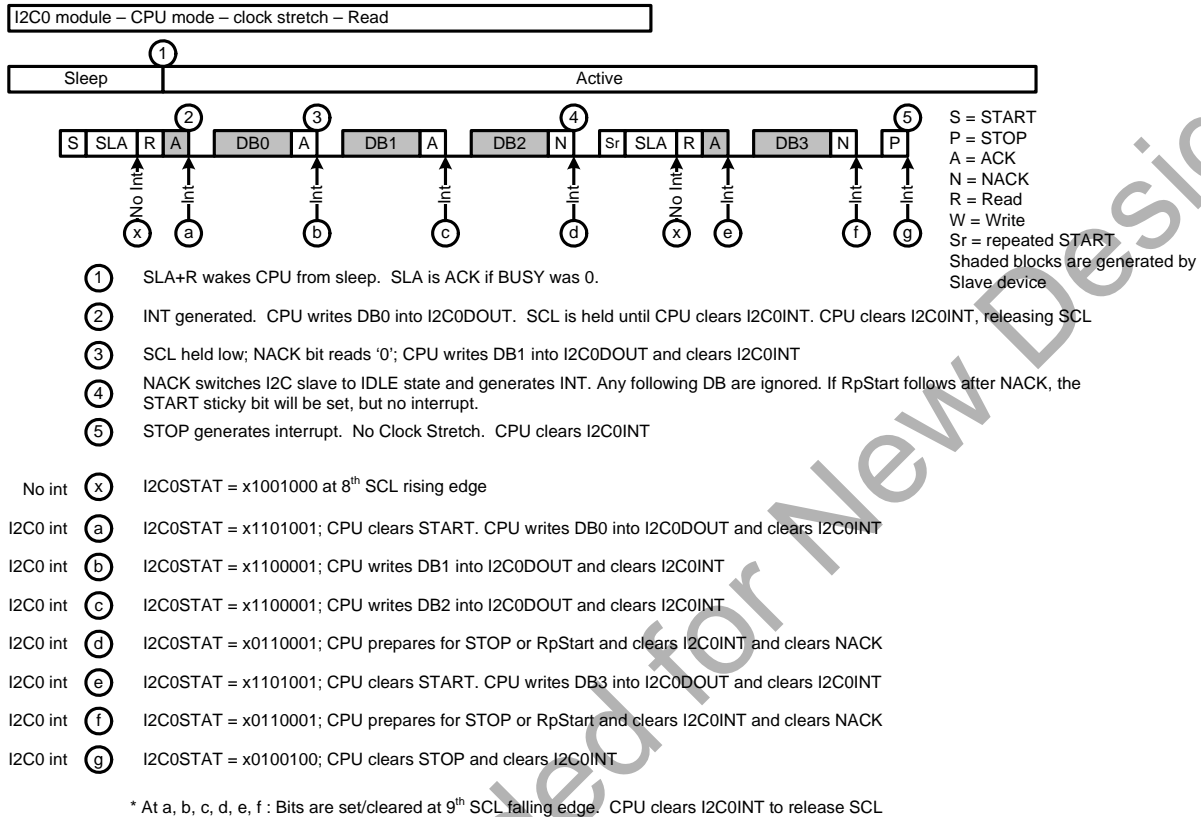 I2C0 module – CPU mode – clock stretch – Read
1
Sleep Active
2 3 4 5
S SLA R A DB0 A DB1 A DB2 N Sr SLA R A DB3 N P
No Int Int Int Int Int No Int Int Int Int
x a b c d x e f g
S = START
P = STOP
A = ACK
N = NACK
R = Read
W = Write
Sr = repeated START
Shaded blocks are generated by
Slave device
1 SLA+R wakes CPU from sleep. SLA is ACK if BUSY was 0.
2 INT generated. CPU writes DB0 into I2C0DOUT. SCL is held until CPU clears I2C0INT. CPU clears I2C0INT, releasing SCL
3 SCL held low; NACK bit reads ‘0’; CPU writes DB1 into I2C0DOUT and clears I2C0INT
4 NACK switches I2C slave to IDLE state and generates INT. Any following DB are ignored. If RpStart follows after NACK, the
START sticky bit will be set, but no interrupt.
5 STOP generates interrupt. No Clock Stretch. CPU clears I2C0INT
No int x I2C0STAT = x1001000 at 8th SCL rising edge
I2C0 int a I2C0STAT = x1101001; CPU clears START. CPU writes DB0 into I2C0DOUT and clears I2C0INT
I2C0 int b I2C0STAT = x1100001; CPU writes DB1 into I2C0DOUT and clears I2C0INT
I2C0 int c I2C0STAT = x1100001; CPU writes DB2 into I2C0DOUT and clears I2C0INT
I2C0 int d I2C0STAT = x0110001; CPU prepares for STOP or RpStart and clears I2C0INT and clears NACK
I2C0 int e I2C0STAT = x1101001; CPU clears START. CPU writes DB3 into I2C0DOUT and clears I2C0INT
I2C0 int f I2C0STAT = x0110001; CPU prepares for STOP or RpStart and clears I2C0INT and clears NACK
I2C0 int g I2C0STAT = x0100100; CPU clears STOP and clears I2C0INT
* At a, b, c, d, e, f : Bits are set/cleared at 9th SCL falling edge. CPU clears I2C0INT to release SCL
for New